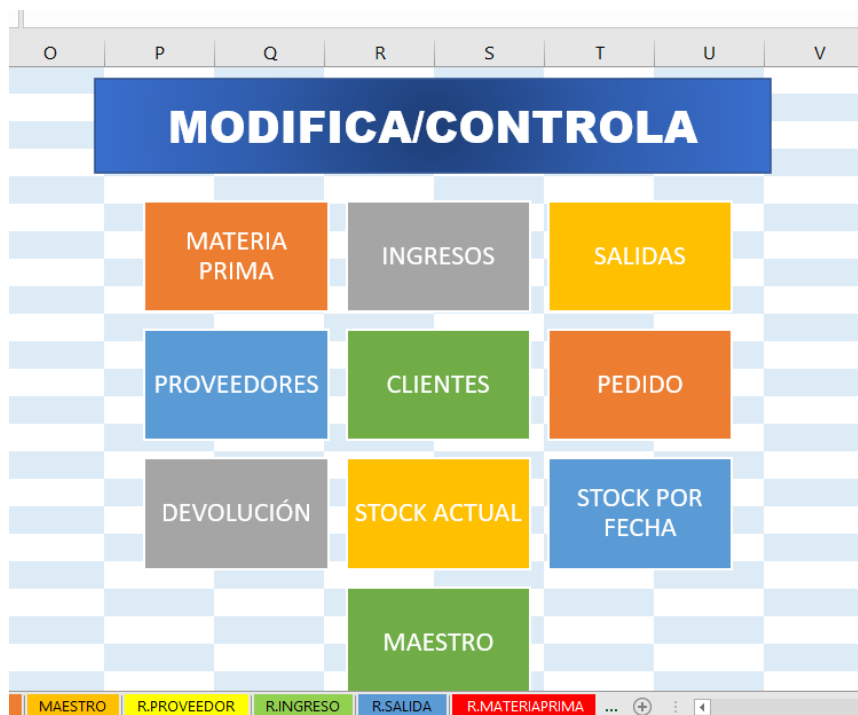 O P Q R S T U V
MODIFICA/CONTROLA
MATERIA
PRIMA
INGRESOS
SALIDAS
PROVEEDORES
CLIENTES
PEDIDO
DEVOLUCIÓN
STOCK ACTUAL
STOCK POR
FECHA
MAESTRO
MAESTRO R.PROVEEDOR R.INGRESO R.SALIDA R.MATERIAPRIMA ...